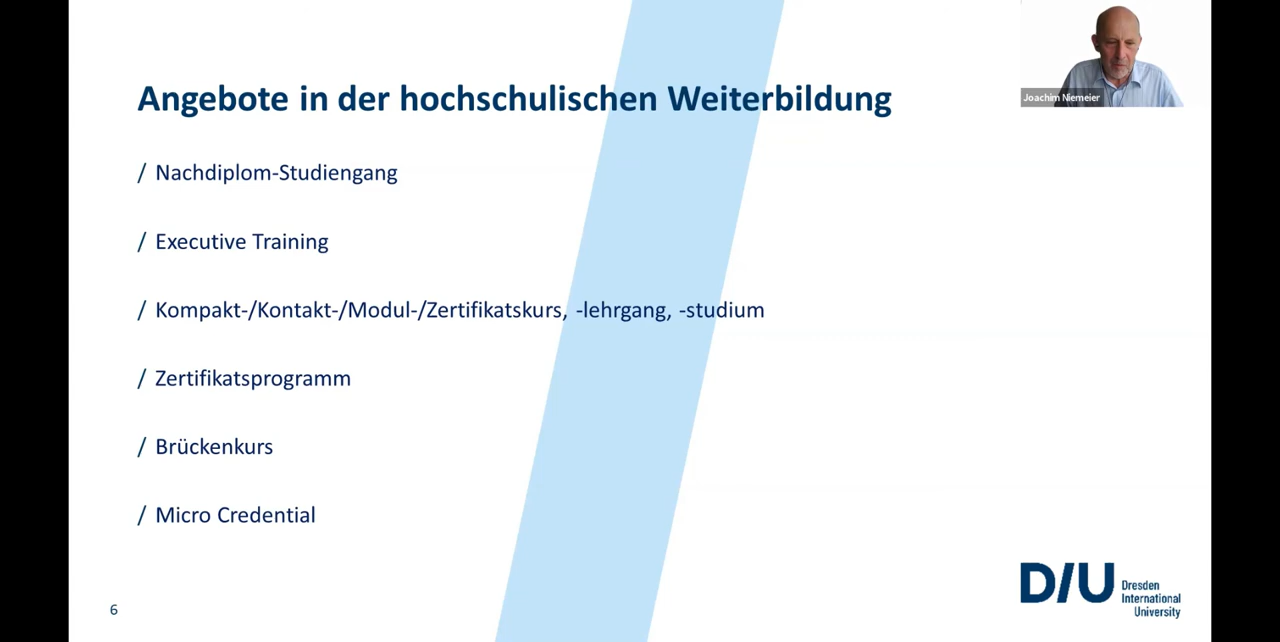 Angebote in der hochschulischen Weiterbildung
Joachim Niemeier
/ Nachdiplom-Studiengang
/ Executive Training
/ Kompakt-/Kontakt-/Modul-/Zertifikatskurs, -lehrgang, -studium
/ Zertifikatsprogramm
/ Brückenkurs
/ Micro Credential
6
D/U
Dresden
International
University